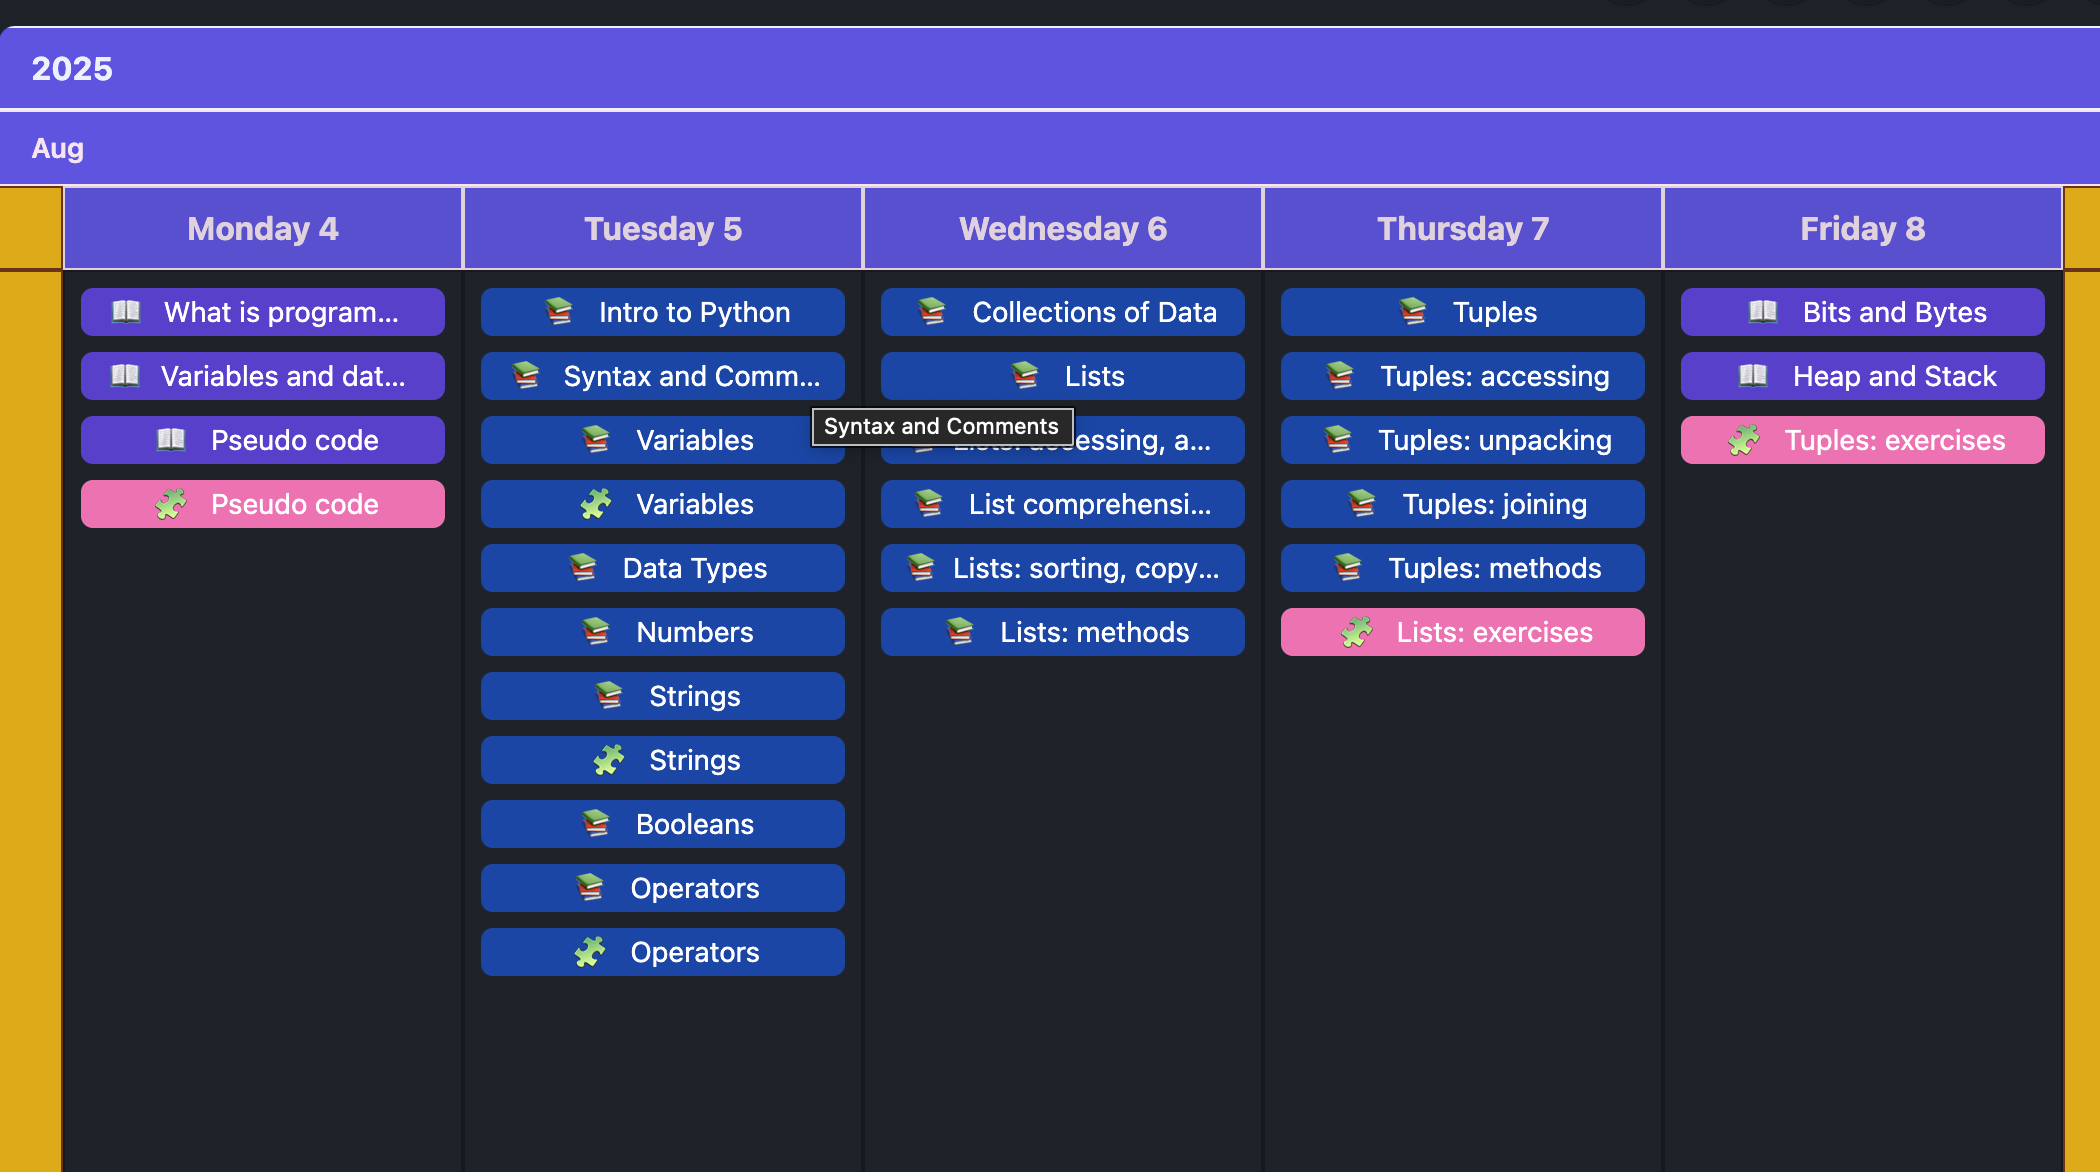 2025
Aug
Monday 4
Tuesday 5
Wednesday 6
Thursday 7
Friday 8
What is program...
Variables and dat...
Pseudo code
Pseudo code
Intro to Python
Syntax and Comm...
Variables
Variables
Data Types
Numbers
Strings
Strings
Booleans
Operators
Operators
Syntax and Comments
Collections of Data
Lists
essing, a...
List comprehensi...
Lists: sorting, copy...
Lists: methods
Tuples
Tuples: accessing
Tuples: unpacking
Tuples: joining
Tuples: methods
Lists: exercises
Bits and Bytes
Heap and Stack
Tuples: exercises